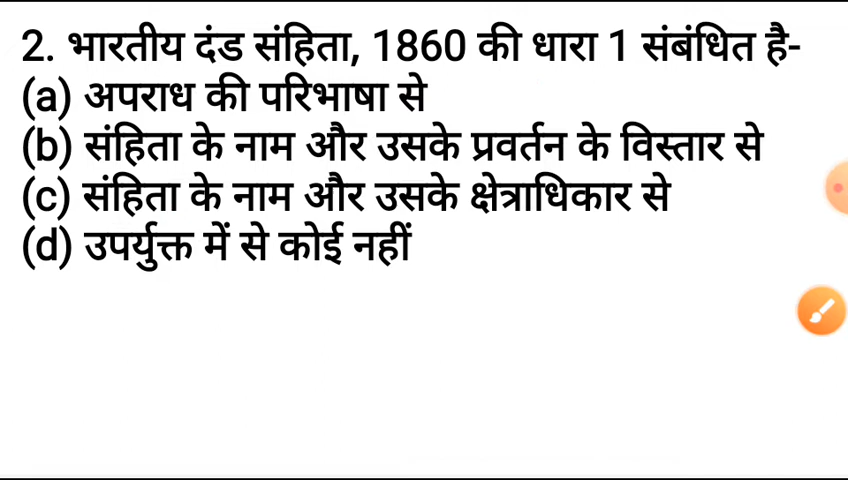 2. भारतीय दंड संहिता, 1860 की धारा 1 संबंधित है-
(a) अपराध की परिभाषा से
(b) संहिता के नाम और उसके प्रवर्तन के विस्तार से
(c) संहिता के नाम और उसके क्षेत्राधिकार से
(d) उपर्युक्त में से कोई नहीं